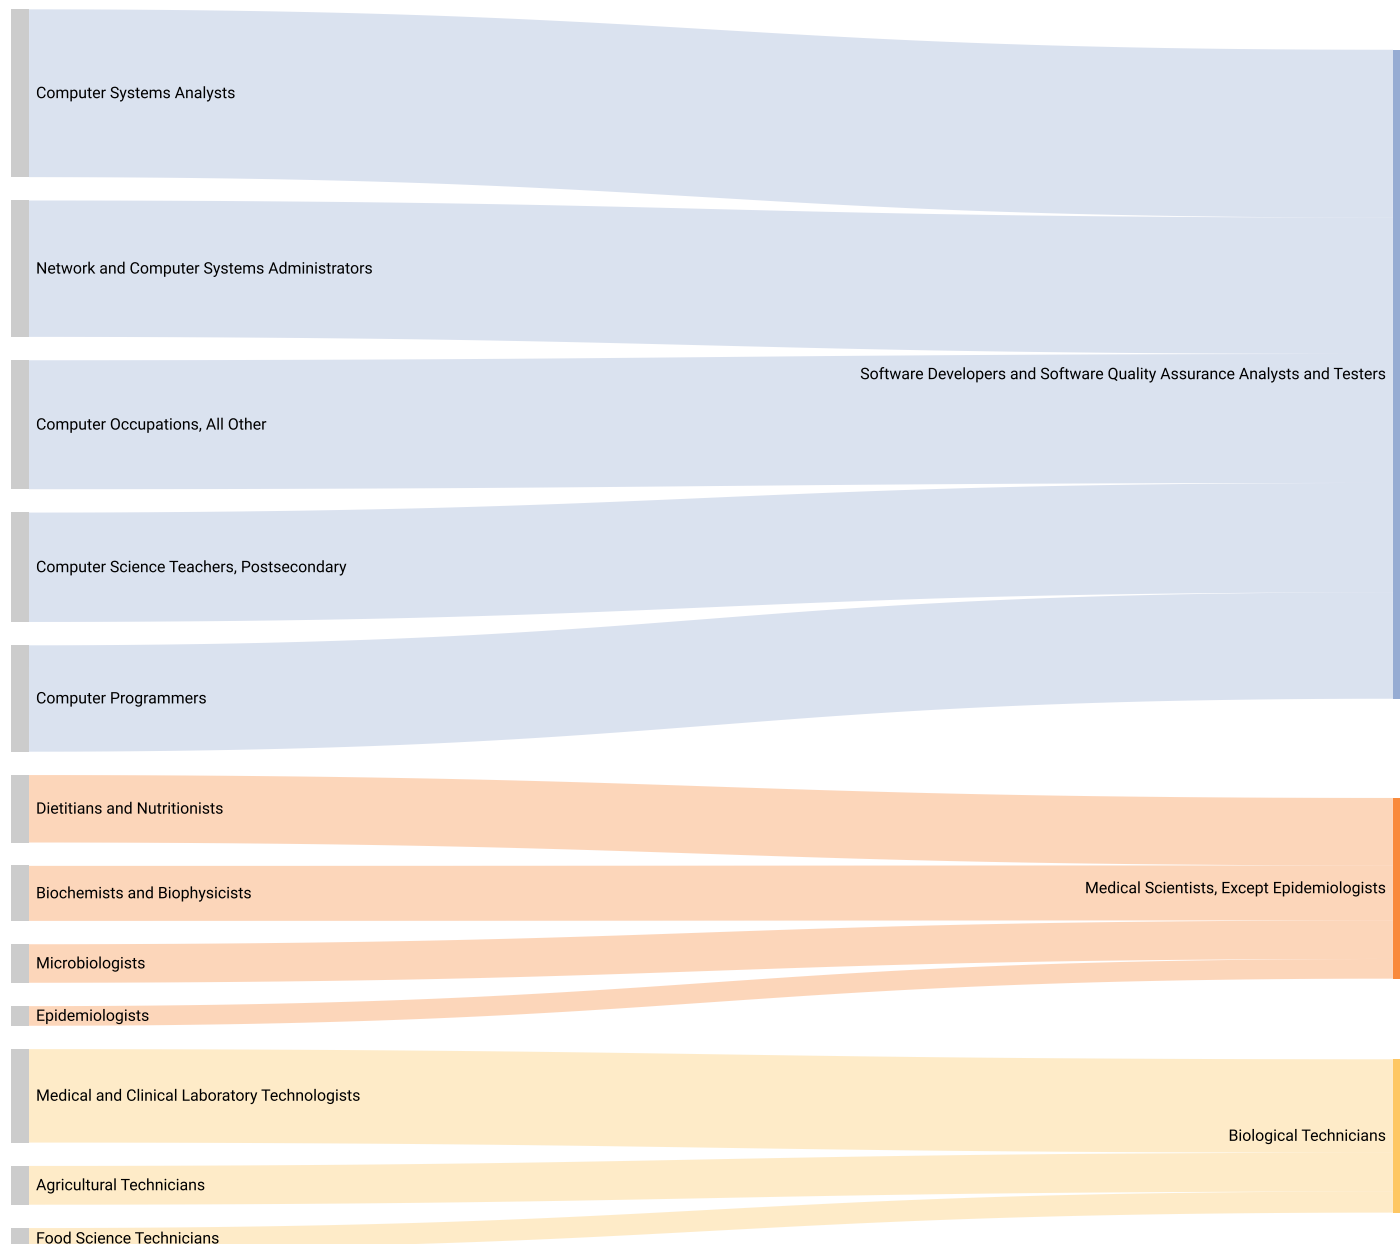 Computer Systems Analysts
Network and Computer Systems Administrators
Software Developers and Software Quality Assurance Analysts and Testers
Computer Occupations, All Other
Computer Science Teachers, Postsecondary
Computer Programmers
Dietitians and Nutritionists
Medical Scientists, Except Epidemiologists
Biochemists and Biophysicists
Microbiologists
Epidemiologists
Medical and Clinical Laboratory Technologists
Biological Technicians
Agricultural Technicians
Food Science Technicians